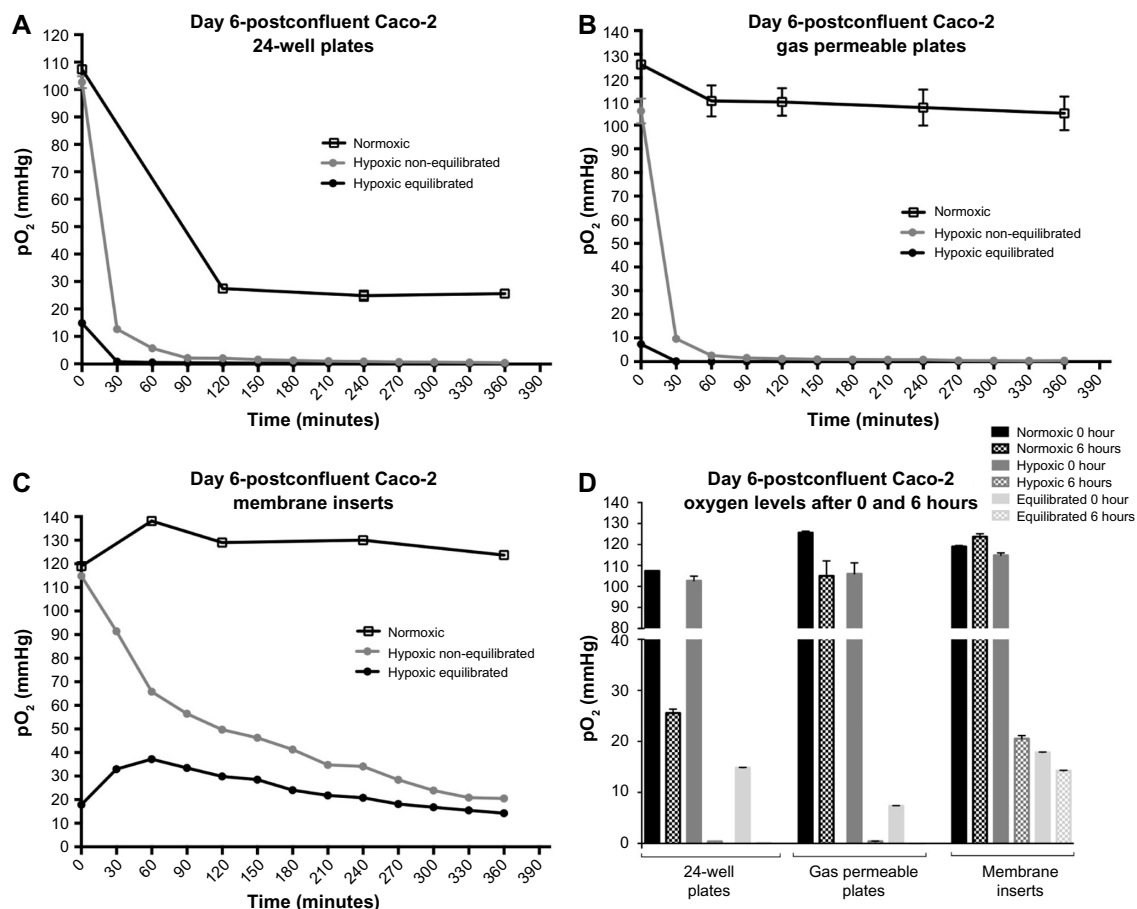 A
Day 6-postconfluent Caco-2
24-well plates
120
110
100
90
80
70
60
50
40
30
20
10
0
pO2 (mmHg)
Normoxic
Hypoxic non-equilibrated
Hypoxic equilibrated
0 30 60 90 120 150 180 210 240 270 300 330 360 390
Time (minutes)
B
Day 6-postconfluent Caco-2
gas permeable plates
140
130
120
110
100
90
80
70
60
50
40
30
20
10
0
pO2 (mmHg)
Normoxic
Hypoxic non-equilibrated
Hypoxic equilibrated
0 30 60 90 120 150 180 210 240 270 300 330 360 390
Time (minutes)
C
Day 6-postconfluent Caco-2
membrane inserts
140
130
120
110
100
90
80
70
60
50
40
30
20
10
0
pO2 (mmHg)
Normoxic
Hypoxic non-equilibrated
Hypoxic equilibrated
0 30 60 90 120 150 180 210 240 270 300 330 360 390
Time (minutes)
D
Day 6-postconfluent Caco-2
oxygen levels after 0 and 6 hours
Normoxic 0 hour
Normoxic 6 hours
Hypoxic 0 hour
Hypoxic 6 hours
Equilibrated 0 hour
Equilibrated 6 hours
140
130
120
110
100
90
80
40
30
20
10
0
pO2 (mmHg)
24-well
plates
Gas permeable
plates
Membrane
inserts